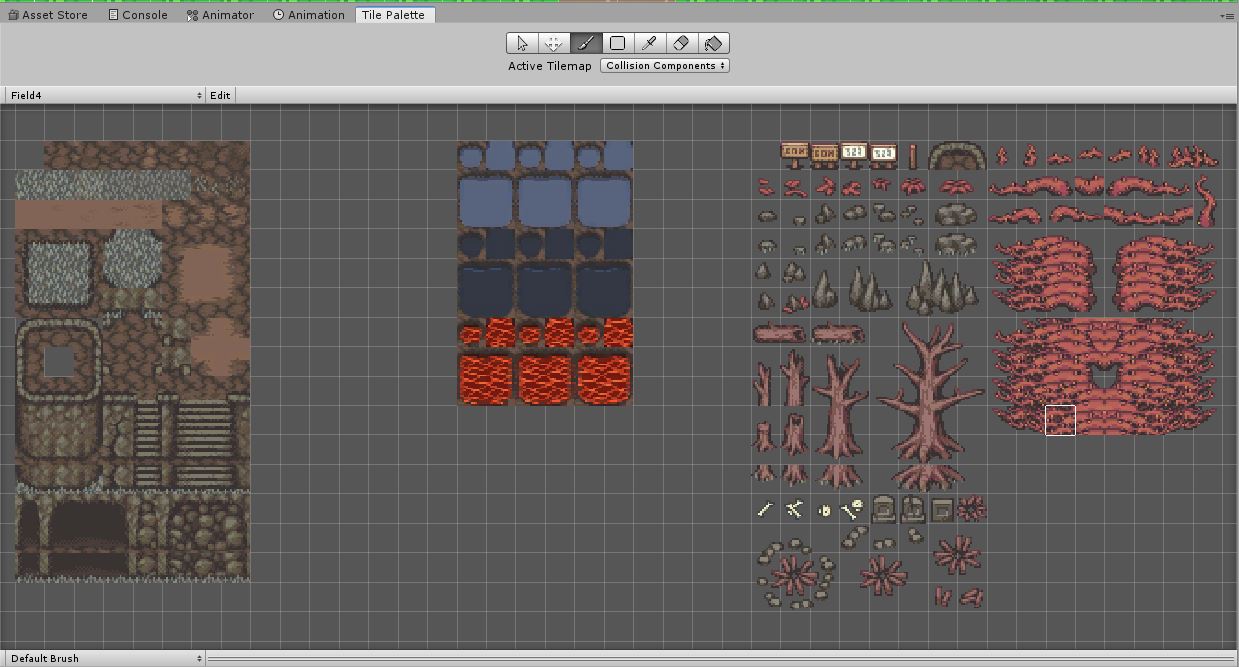 Asset Store Console Animator Animation Tile Palette
Active Tilemap Collision Components
Field4 Edit
Default Brush